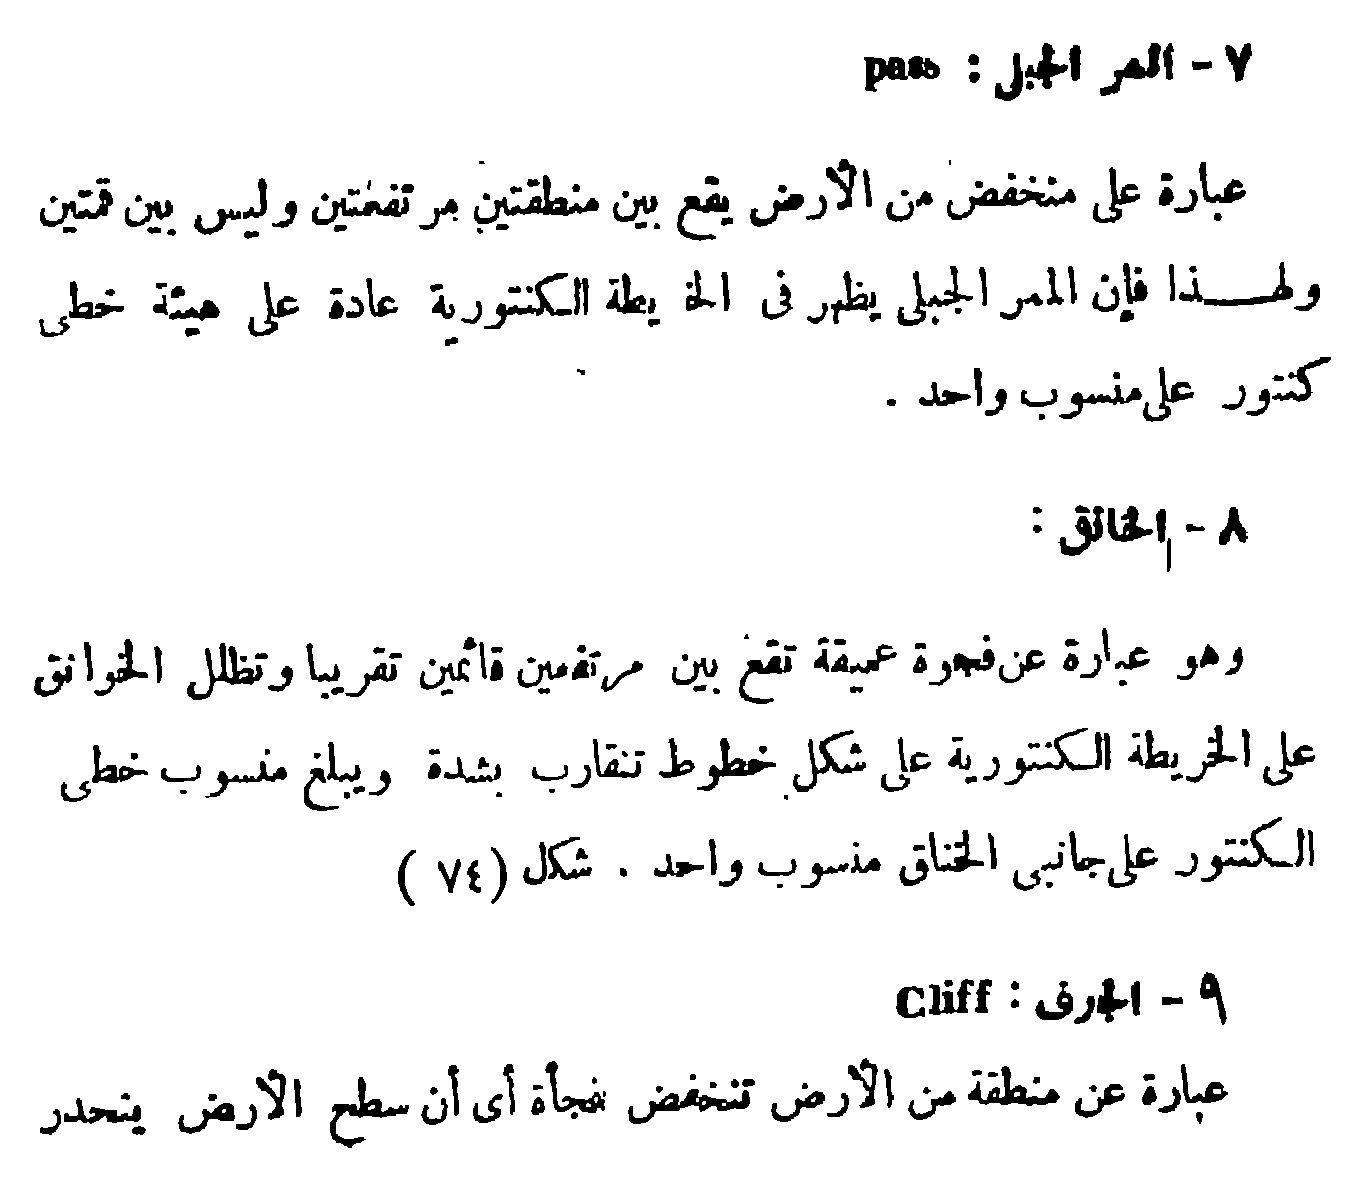 ٧ - الممر الجبلى : pass
عبارة على منخفض من الأرض يقع بين منطقتين مرتفعتين وليس بين قمتين
ولهــــذا فإن الممر الجبلى يظهر فى الخريطة الكنتورية عادة على هيئة خطى
كنتور على منسوب واحد .
٨ - الخانق :
وهو عبارة عن فجوة عميقة تقع بين مرتفعين قائمين تقريبا وتظلل الخوانق
على الخريطة الكنتورية على شكل خطوط تتقارب بشدة ويبلغ منسوب خطى
الكنتور على جانبى الخناق منسوب واحد . شكل ( ٧٤ )
٩ - الجرف : Cliff
عبارة عن منطقة من الأرض تنخفض فجأة أى أن سطح الأرض ينحدر